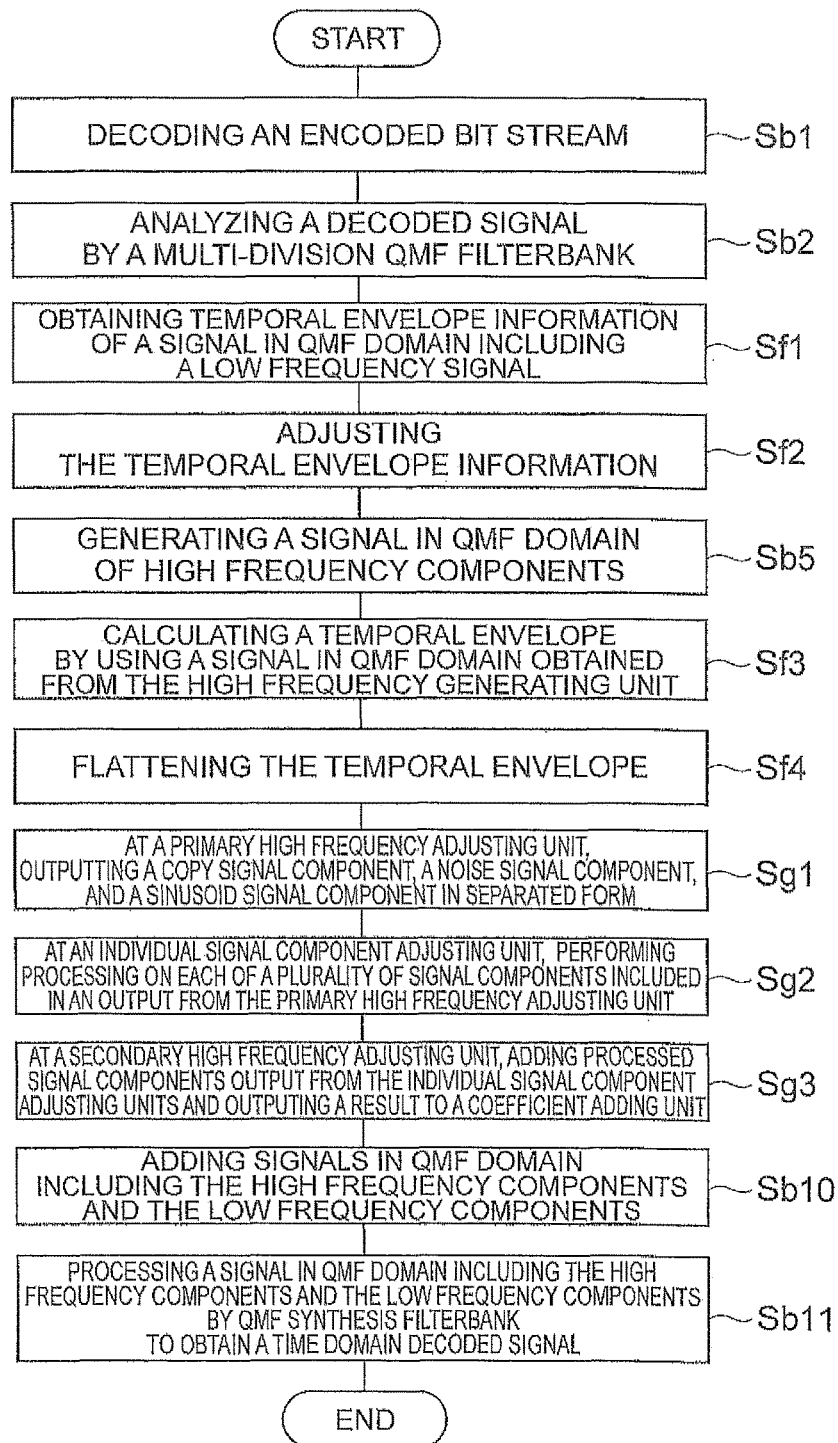 START
DECODING AN ENCODED BIT STREAM
Sb1
ANALYZING A DECODED SIGNAL
BY A MULTI-DIVISION QMF FILTERBANK
Sb2
OBTAINING TEMPORAL ENVELOPE INFORMATION
OF A SIGNAL IN QMF DOMAIN INCLUDING
A LOW FREQUENCY SIGNAL
Sf1
ADJUSTING
THE TEMPORAL ENVELOPE INFORMATION
Sf2
GENERATING A SIGNAL IN QMF DOMAIN
OF HIGH FREQUENCY COMPONENTS
Sb5
CALCULATING A TEMPORAL ENVELOPE
BY USING A SIGNAL IN QMF DOMAIN OBTAINED
FROM THE HIGH FREQUENCY GENERATING UNIT
Sf3
FLATTENING THE TEMPORAL ENVELOPE
Sf4
AT A PRIMARY HIGH FREQUENCY ADJUSTING UNIT,
OUTPUTTING A COPY SIGNAL COMPONENT, A NOISE SIGNAL COMPONENT,
AND A SINUSOID SIGNAL COMPONENT IN SEPARATED FORM
Sg1
AT AN INDIVIDUAL SIGNAL COMPONENT ADJUSTING UNIT, PERFORMING
PROCESSING ON EACH OF A PLURALITY OF SIGNAL COMPONENTS INCLUDED
IN AN OUTPUT FROM THE PRIMARY HIGH FREQUENCY ADJUSTING UNIT
Sg2
AT A SECONDARY HIGH FREQUENCY ADJUSTING UNIT, ADDING PROCESSED
SIGNAL COMPONENTS OUTPUT FROM THE INDIVIDUAL SIGNAL COMPONENT
ADJUSTING UNITS AND OUTPUTING A RESULT TO A COEFFICIENT ADDING UNIT
Sg3
ADDING SIGNALS IN QMF DOMAIN
INCLUDING THE HIGH FREQUENCY COMPONENTS
AND THE LOW FREQUENCY COMPONENTS
Sb10
PROCESSING A SIGNAL IN QMF DOMAIN INCLUDING THE HIGH
FREQUENCY COMPONENTS AND THE LOW FREQUENCY COMPONENTS
BY QMF SYNTHESIS FILTERBANK
TO OBTAIN A TIME DOMAIN DECODED SIGNAL
Sb11
END